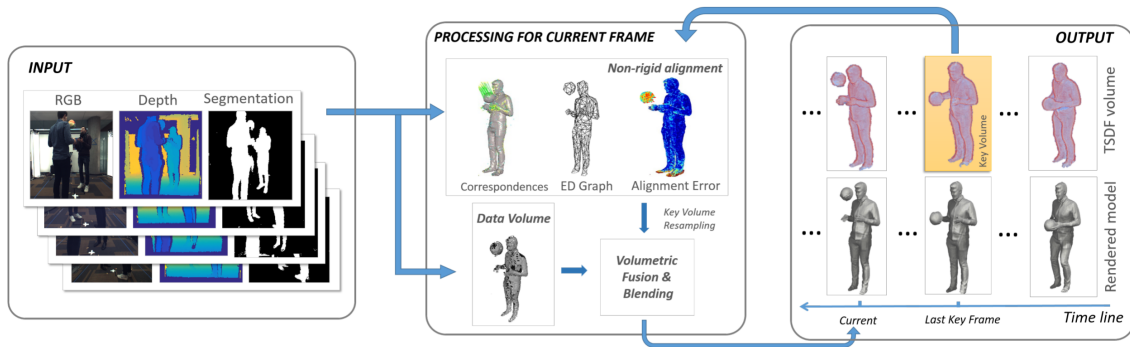 INPUT
RGB
Depth
Segmentation
PROCESSING FOR CURRENT FRAME
Non-rigid alignment
Correspondences
ED Graph
Alignment Error
Data Volume
Key Volume
Resampling
Volumetric
Fusion &
Blending
OUTPUT
...
...
...
Key Volume
TSDF volume
...
...
...
Rendered model
Current
Last Key Frame
Time line